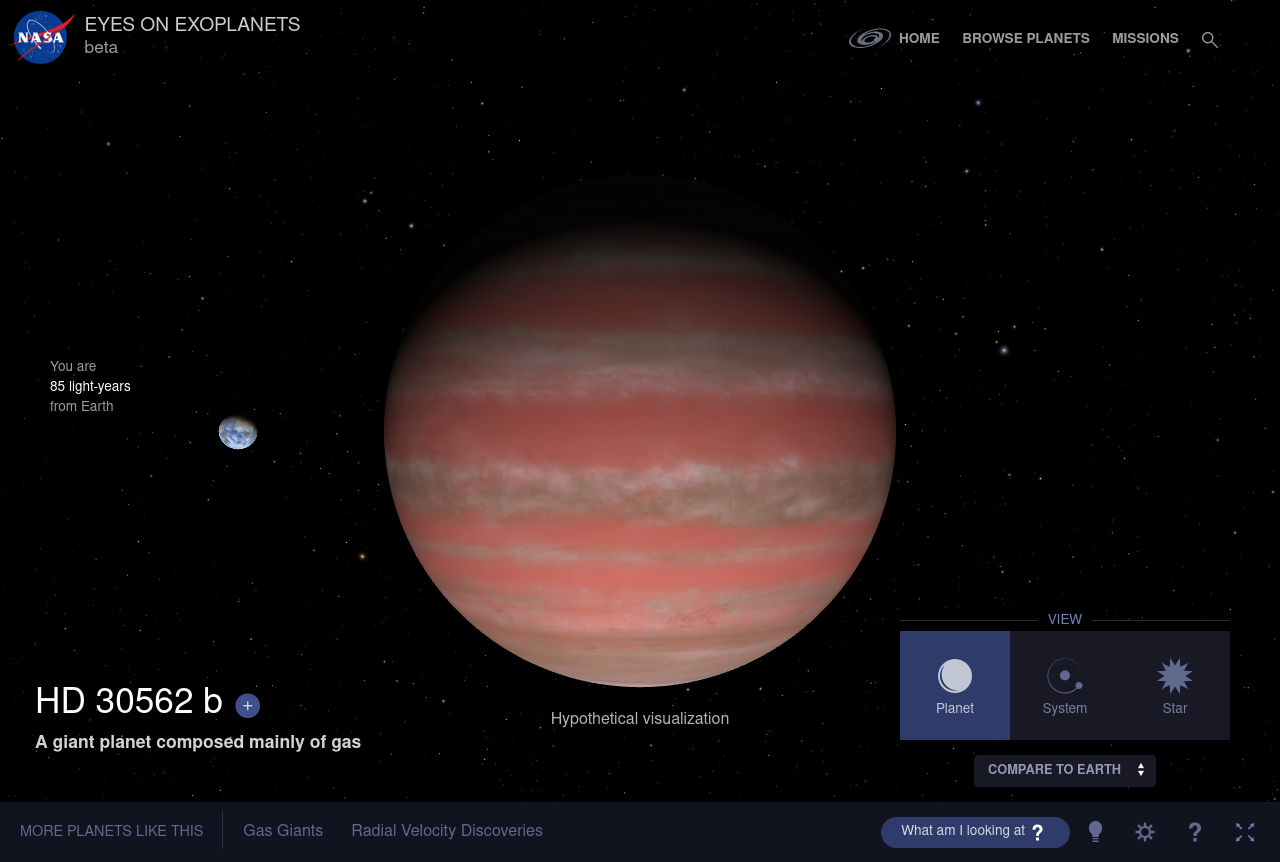 NASA
EYES ON EXOPLANETS
beta
HOME
BROWSE PLANETS
MISSIONS
You are
85 light-years
from Earth
VIEW
Planet
System
Star
HD 30562 b +
A giant planet composed mainly of gas
Hypothetical visualization
COMPARE TO EARTH
MORE PLANETS LIKE THIS
Gas Giants
Radial Velocity Discoveries
What am I looking at ?
?